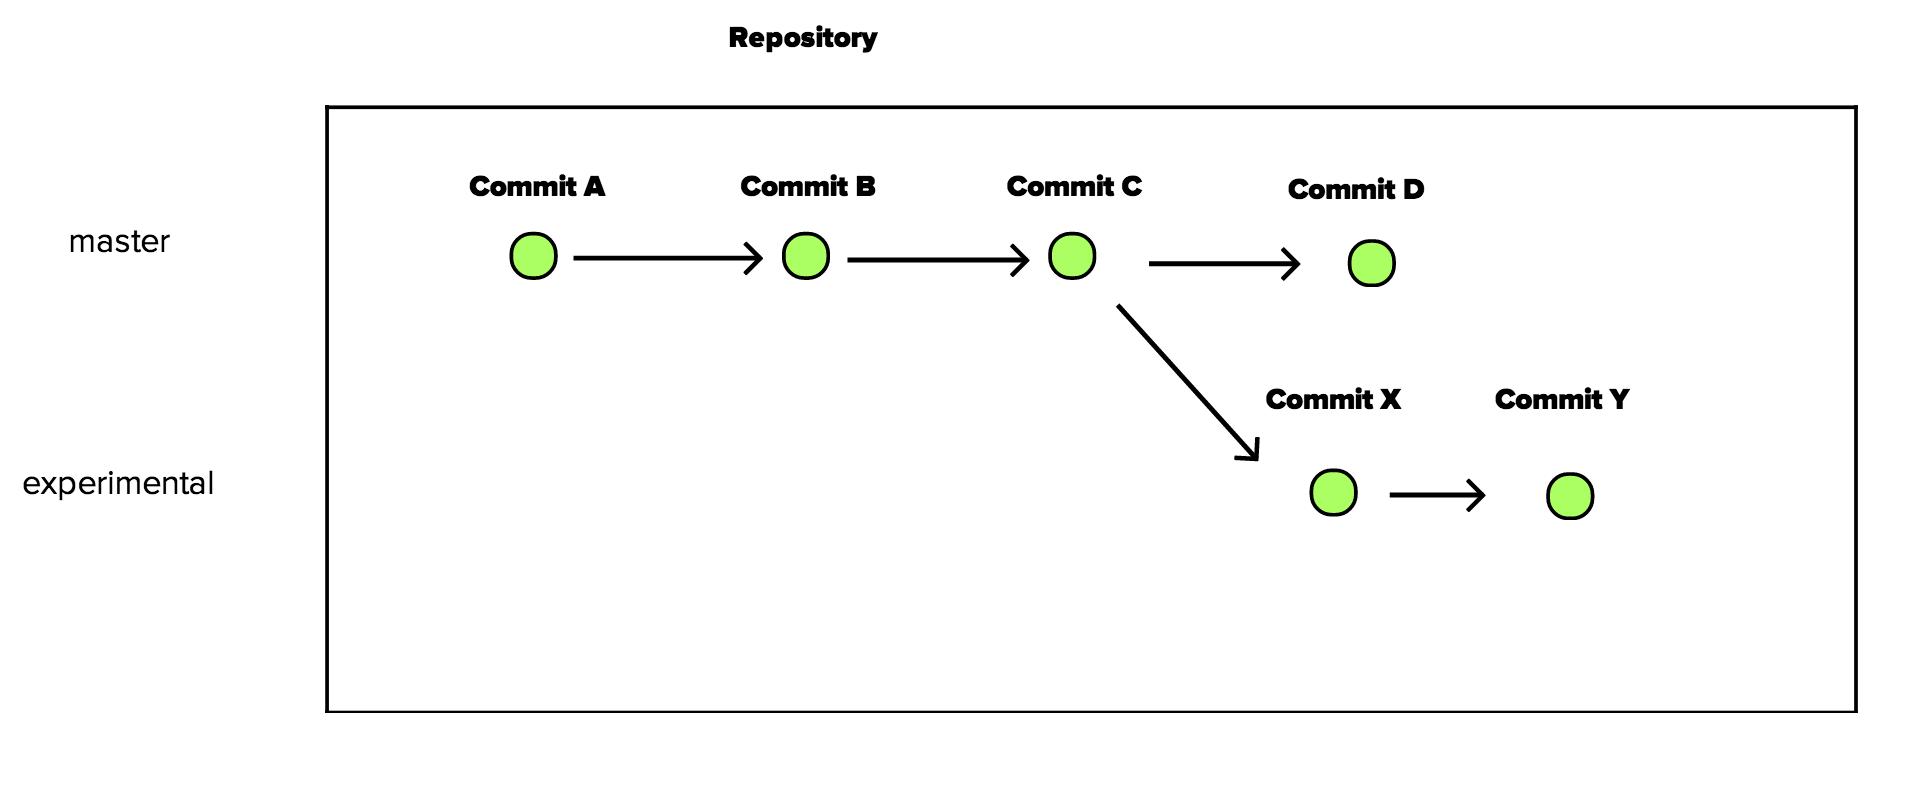 Repository
Commit A
Commit B
Commit C
Commit D
master
Commit X
Commit Y
experimental